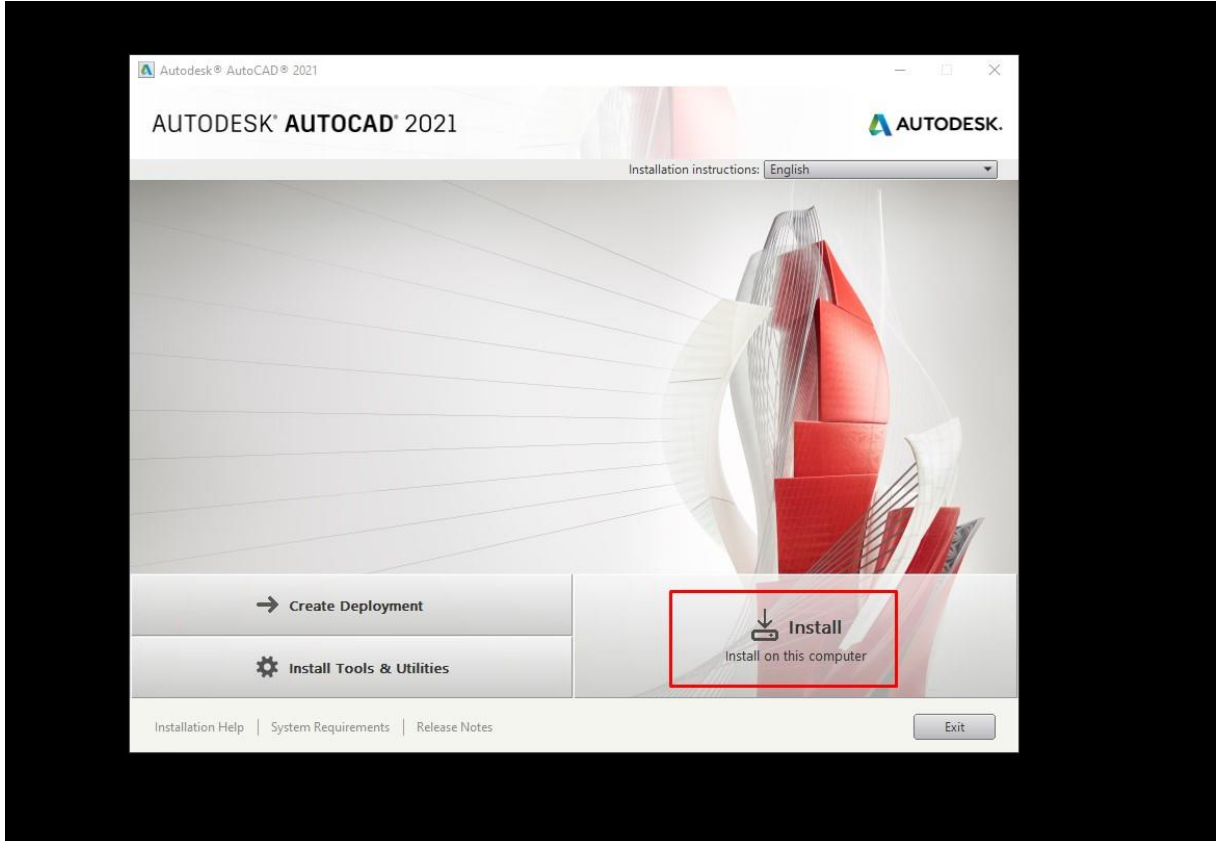 Autodesk® AutoCAD® 2021
AUTODESK® AUTOCAD® 2021
AUTODESK.
Installation instructions: English
Create Deployment
Install Tools & Utilities
Install
Install on this computer
Installation Help | System Requirements | Release Notes
Exit